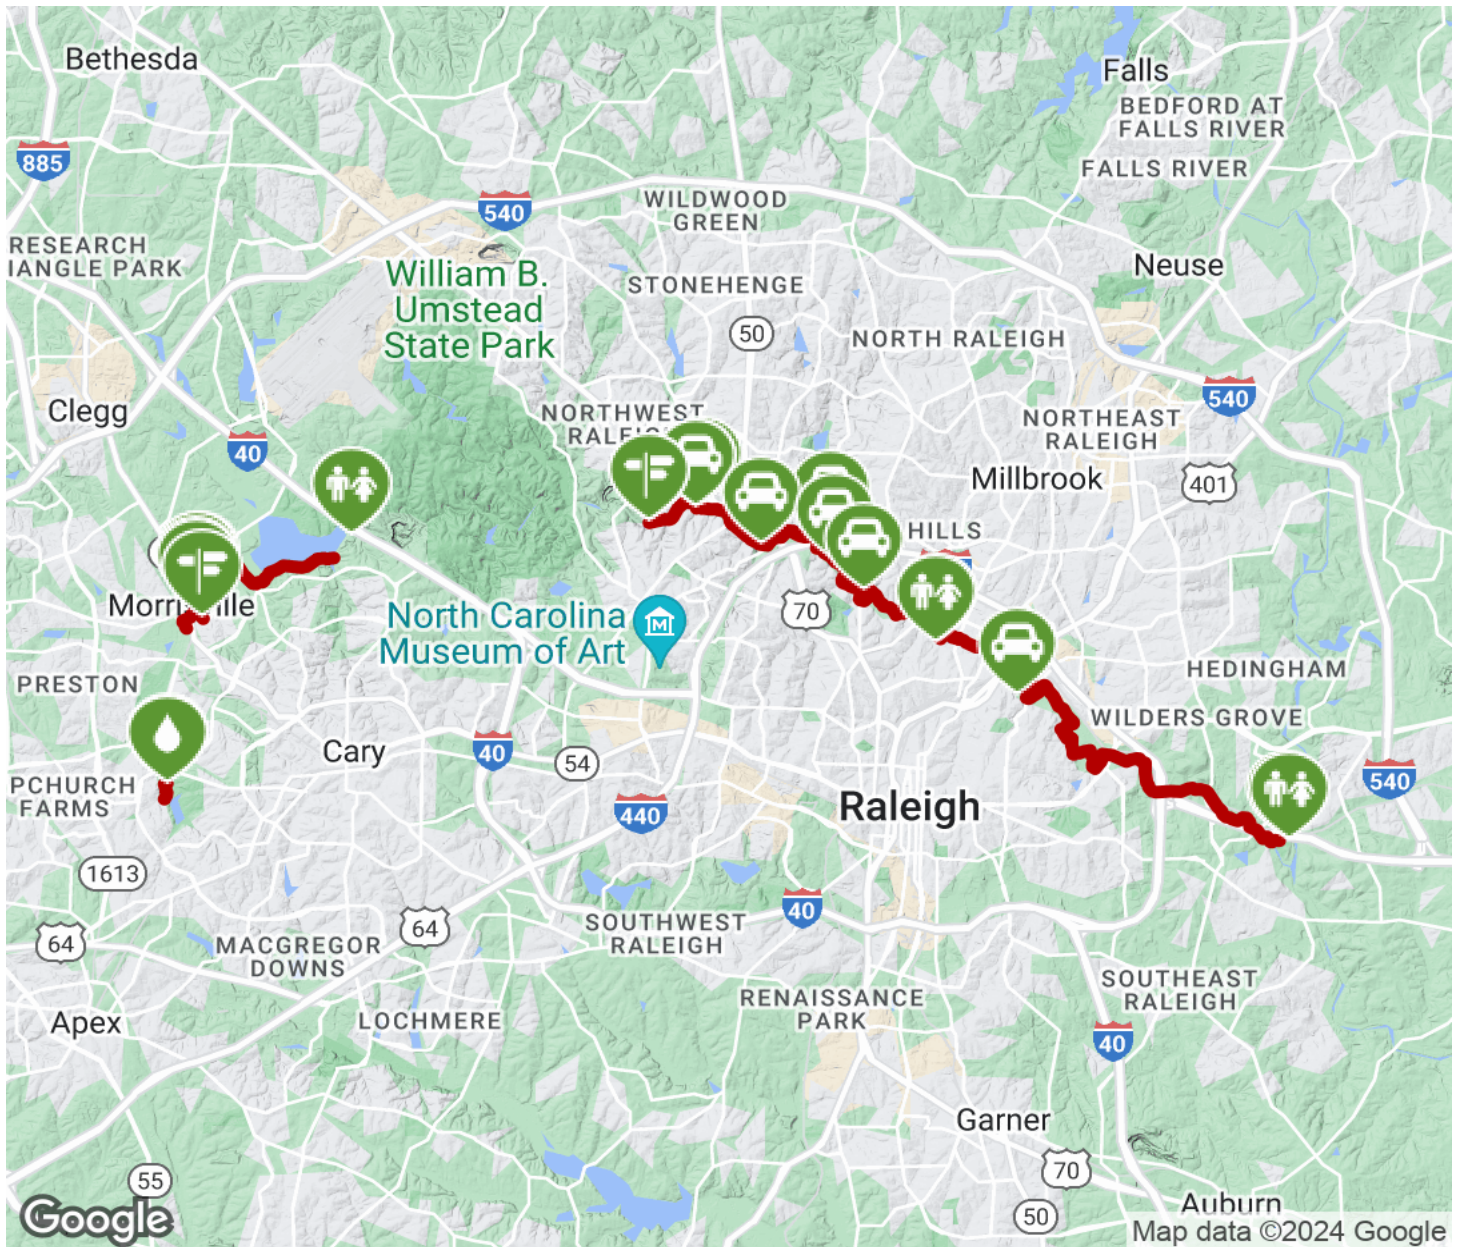 Bethesda
Falls
BEDFORD AT
FALLS RIVER
FALLS RIVER
885
540
WILDWOOD
GREEN
RESEARCH
IANGLE PARK
William B.
Umstead
State Park
STONEHENGE
Neuse
50
NORTH RALEIGH
Clegg
540
NORTHWEST
NORTHEAST
RALEIGH
40
Millbrook
401
HILLS
Morri
ille
70
North Carolina
Museum of Art
M
PRESTON
HEDINGHAM
WILDERS GROVE
Cary
40
54
PCHURCH
FARMS
540
440
Raleigh
1613
40
64
64
SOUTHWEST
RALEIGH
MACGREGOR
DOWNS
SOUTHEAST
RALEIGH
RENAISSANCE
PARK
Apex
LOCHMERE
40
Garner
70
55
Auburn
50
Google
Map data ©2024 Google